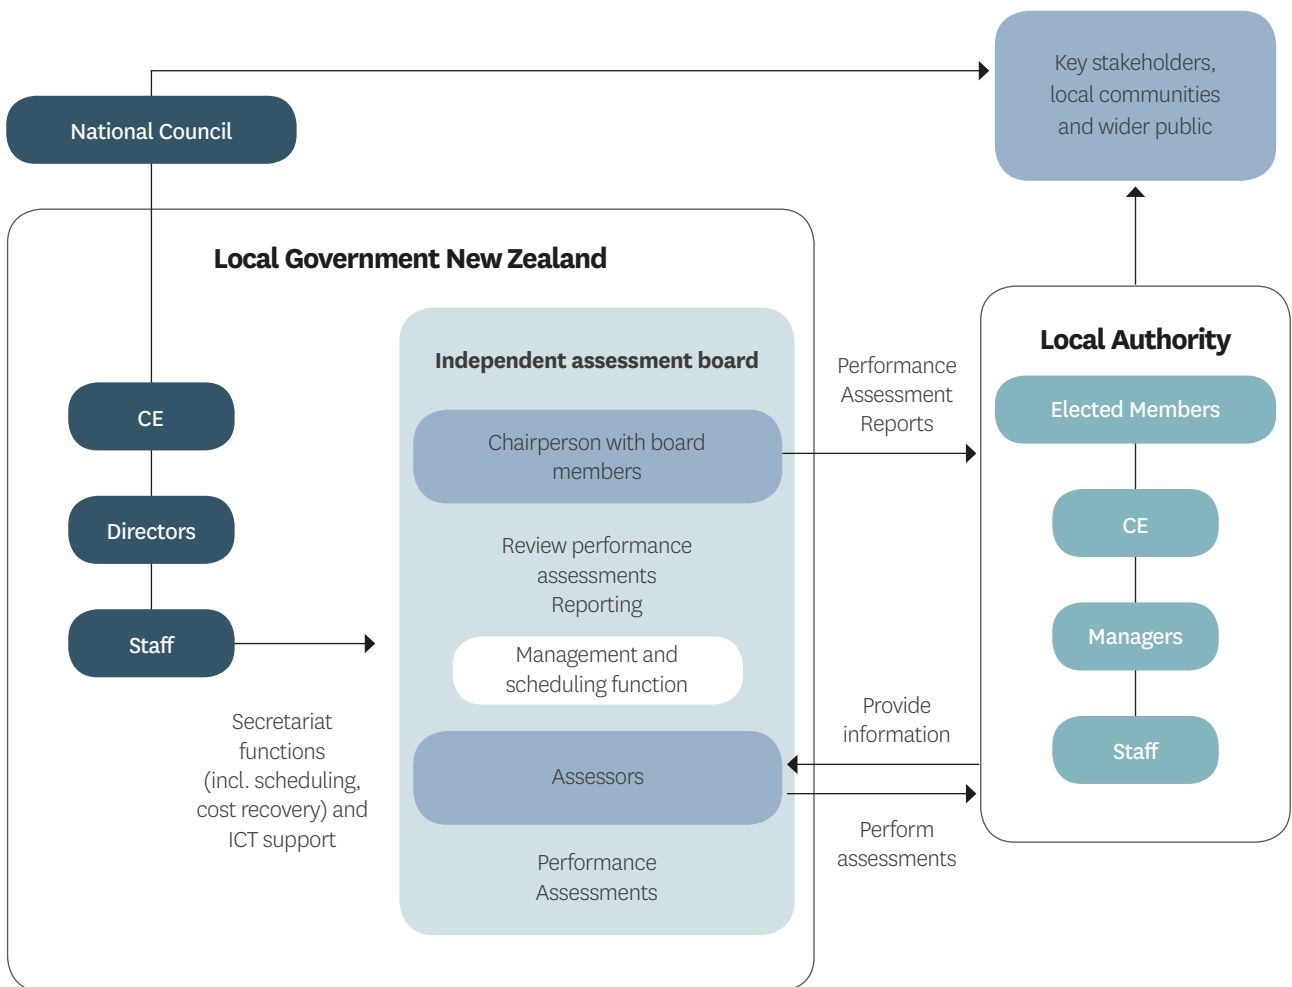 Key stakeholders,
local communities
and wider public
National Council
Local Government New Zealand
CE
Directors
Staff
Secretariat
functions
(incl. scheduling,
cost recovery) and
ICT support
Independent assessment board
Chairperson with board
members
Review performance
assessments
Reporting
Management and
scheduling function
Assessors
Performance
Assessments
Performance
Assessment
Reports
Provide
information
Perform
assessments
Local Authority
Elected Members
CE
Managers
Staff